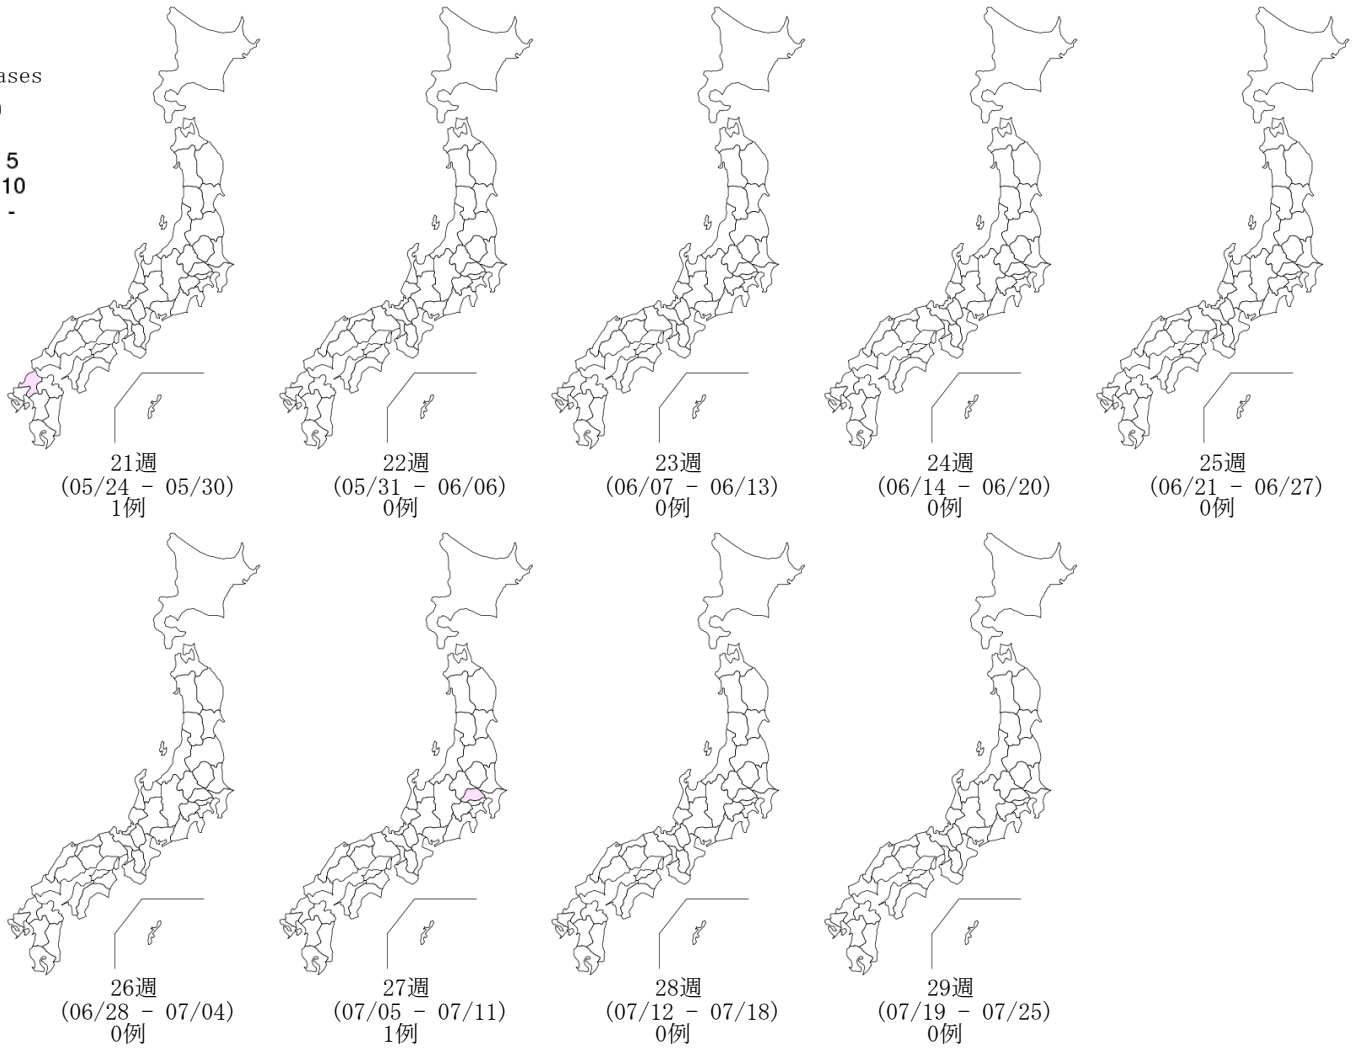 ases
5
10
-
21週
(05/24 - 05/30)
1例
22週
(05/31 - 06/06)
0例
23週
(06/07 - 06/13)
0例
24週
(06/14 - 06/20)
0例
25週
(06/21 - 06/27)
0例
26週
(06/28 - 07/04)
0例
27週
(07/05 - 07/11)
1例
28週
(07/12 - 07/18)
0例
29週
(07/19 - 07/25)
0例